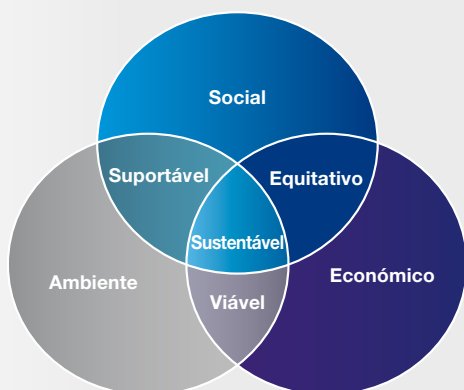 Social
Suportável
Equitativo
Sustentável
Ambiente
Económico
Viável